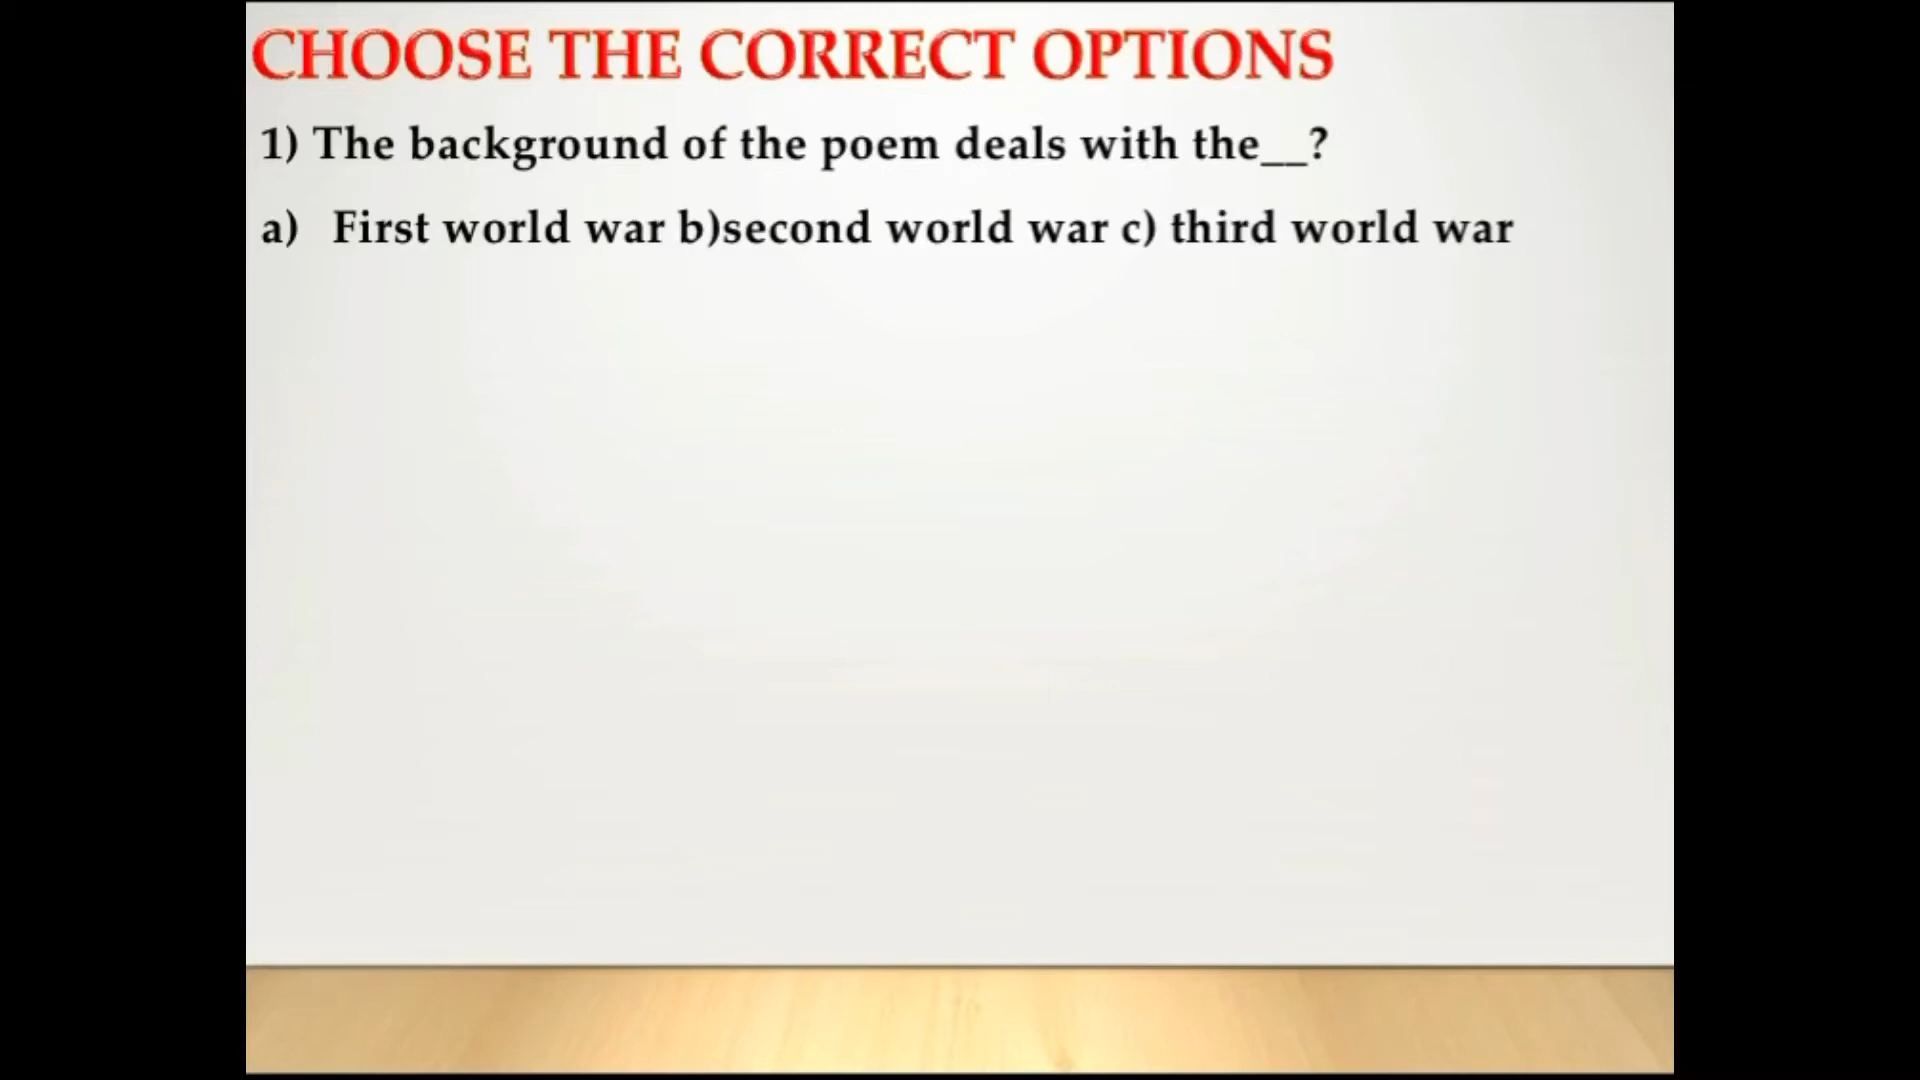 CHOOSE THE CORRECT OPTIONS
1) The background of the poem deals with the__?
a) First world war b)second world war c) third world war